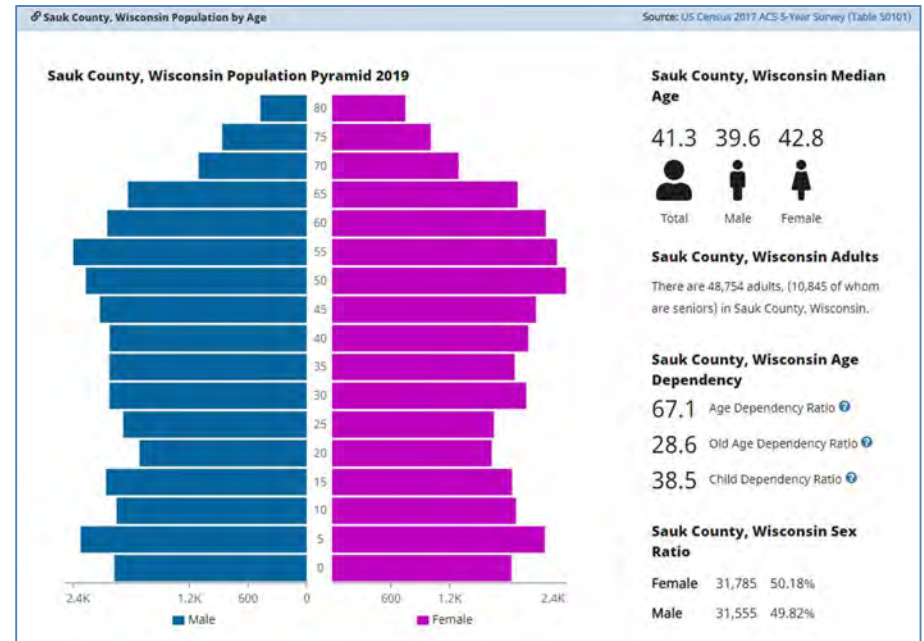 Sauk County, Wisconsin Population by Age
Source: US Census 2017 ACS 5-Year Survey (Table S0101)
Sauk County, Wisconsin Population Pyramid 2019
80
75
70
65
60
55
50
45
40
35
30
25
20
15
10
5
0
2.4K 1.2K 600 0 600 1.2K 2.4K
Male Female
Sauk County, Wisconsin Median
Age
41.3 39.6 42.8
Total Male Female
Sauk County, Wisconsin Adults
There are 48,754 adults, (10,845 of whom
are seniors) in Sauk County, Wisconsin.
Sauk County, Wisconsin Age
Dependency
67.1 Age Dependency Ratio ?
28.6 Old Age Dependency Ratio ?
38.5 Child Dependency Ratio ?
Sauk County, Wisconsin Sex
Ratio
Female 31,785 50.18%
Male 31,555 49.82%